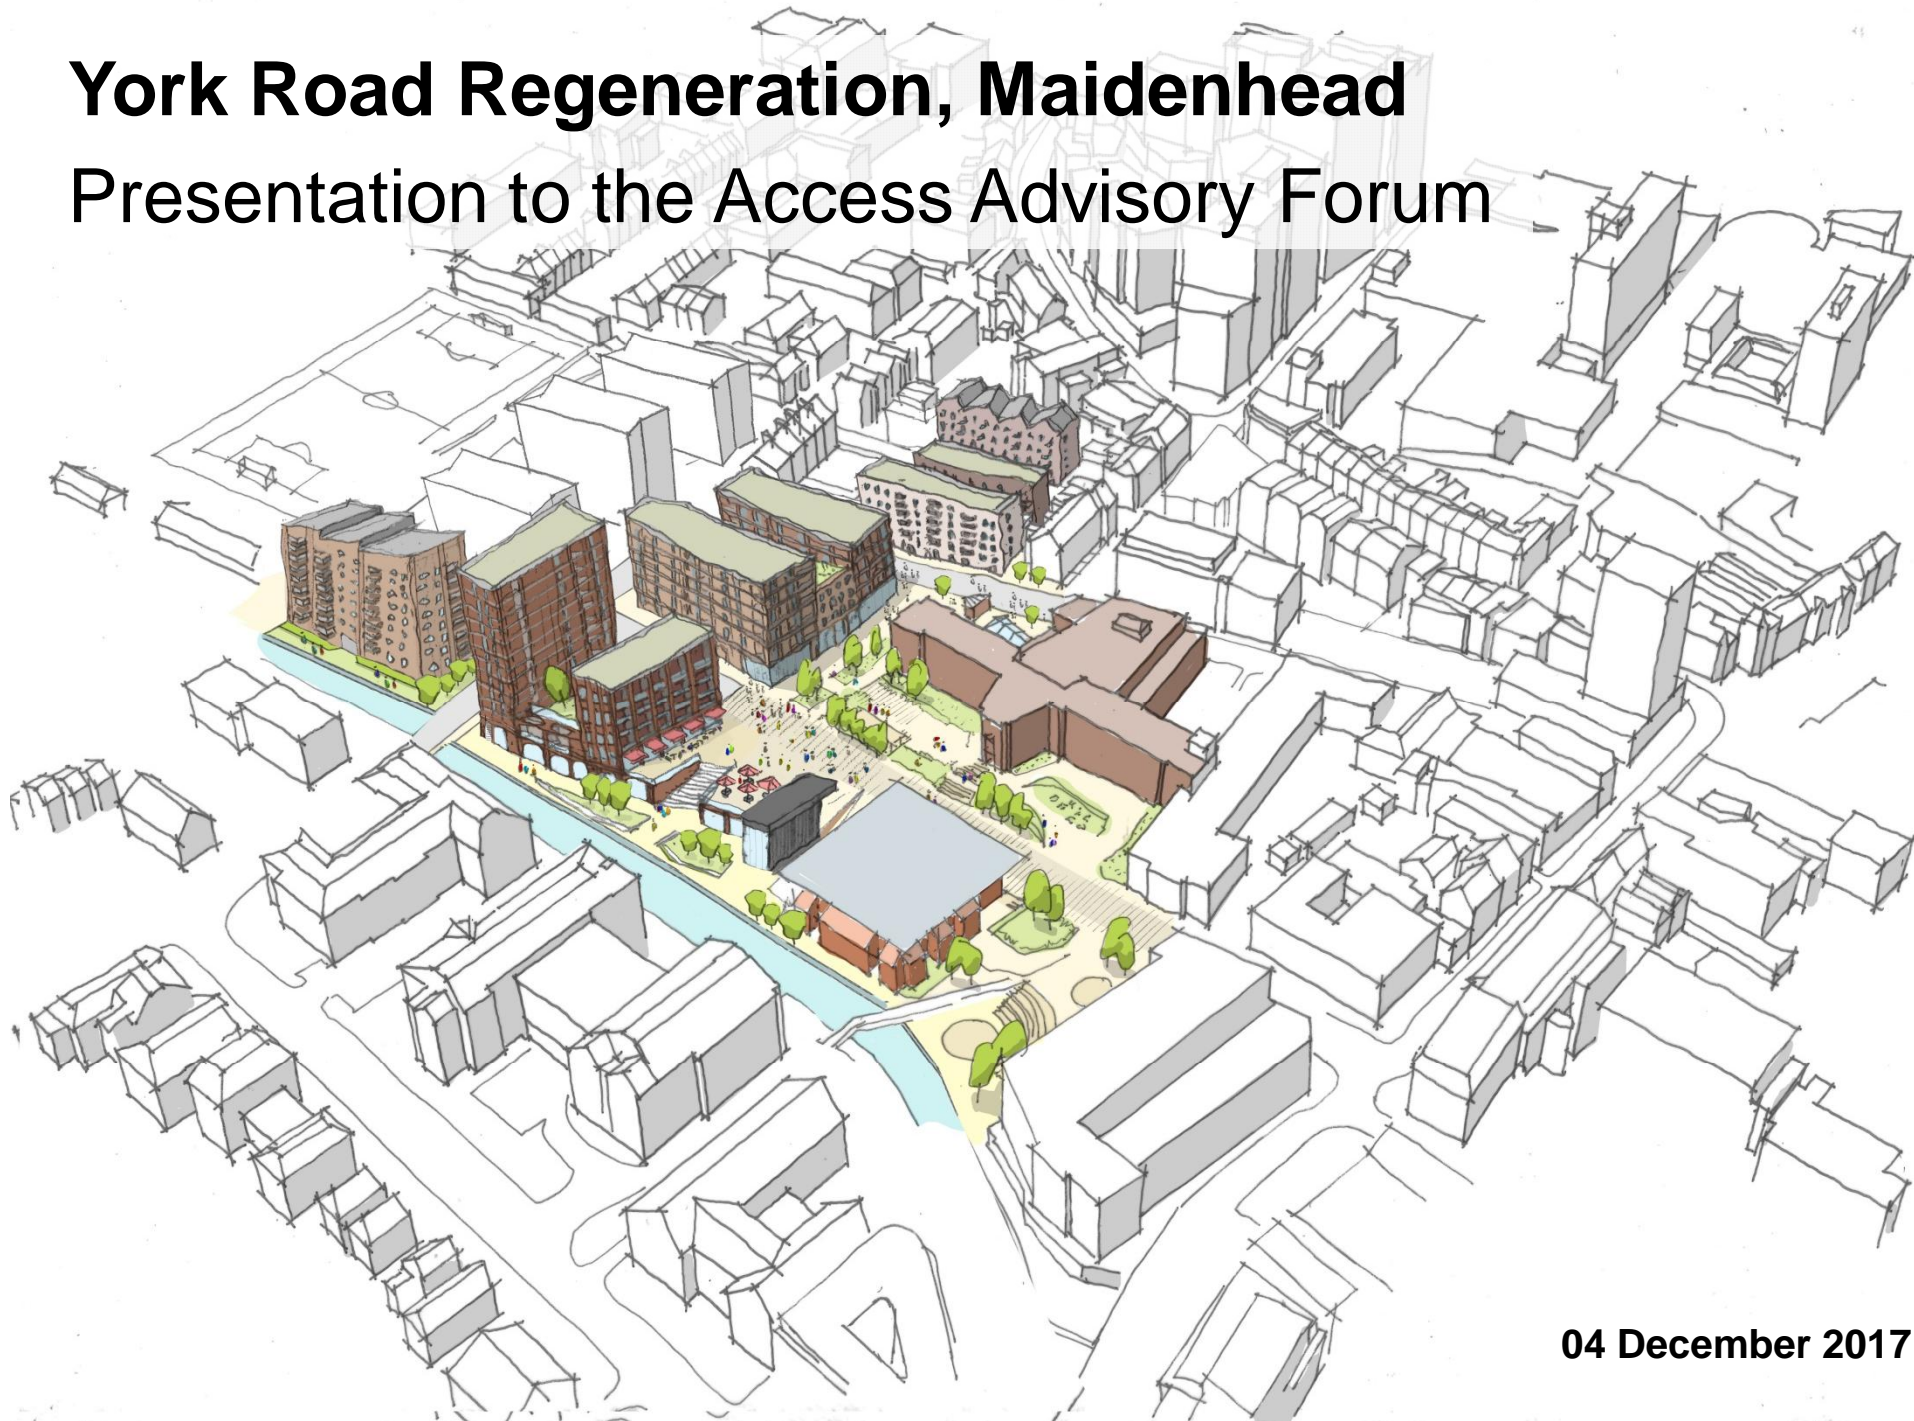 York Road Regeneration, Maidenhead
Presentation to the Access Advisory Forum
04 December 2017